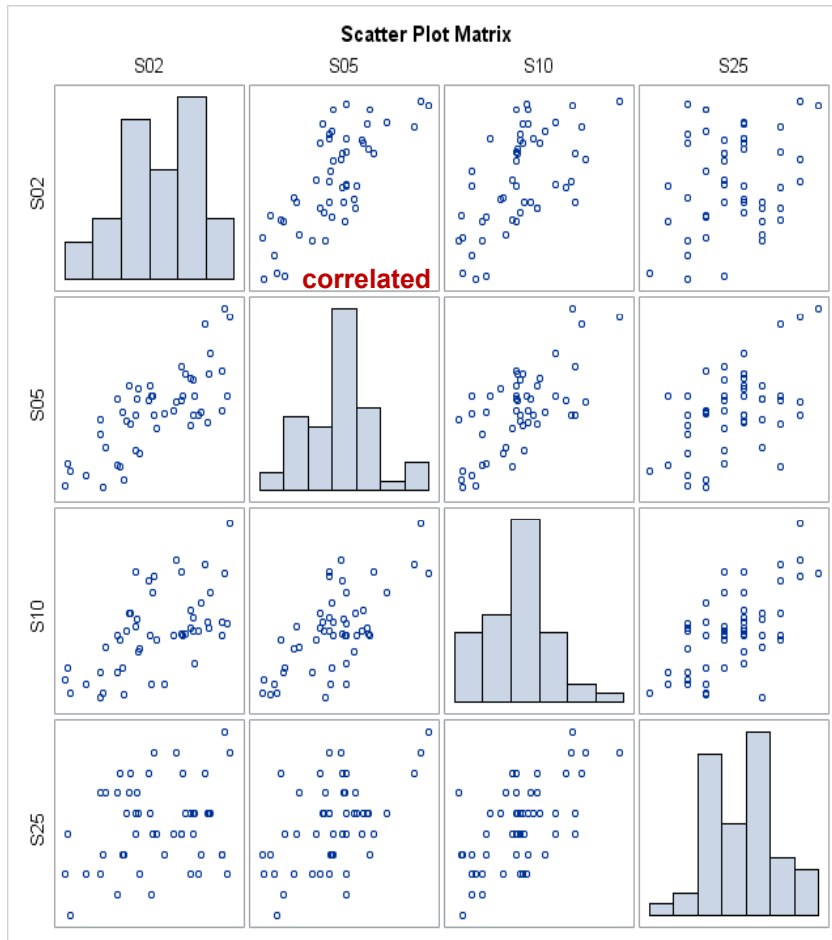 Scatter Plot Matrix
S02 S05 S10 S25
S02
correlated
S05
S10
S25